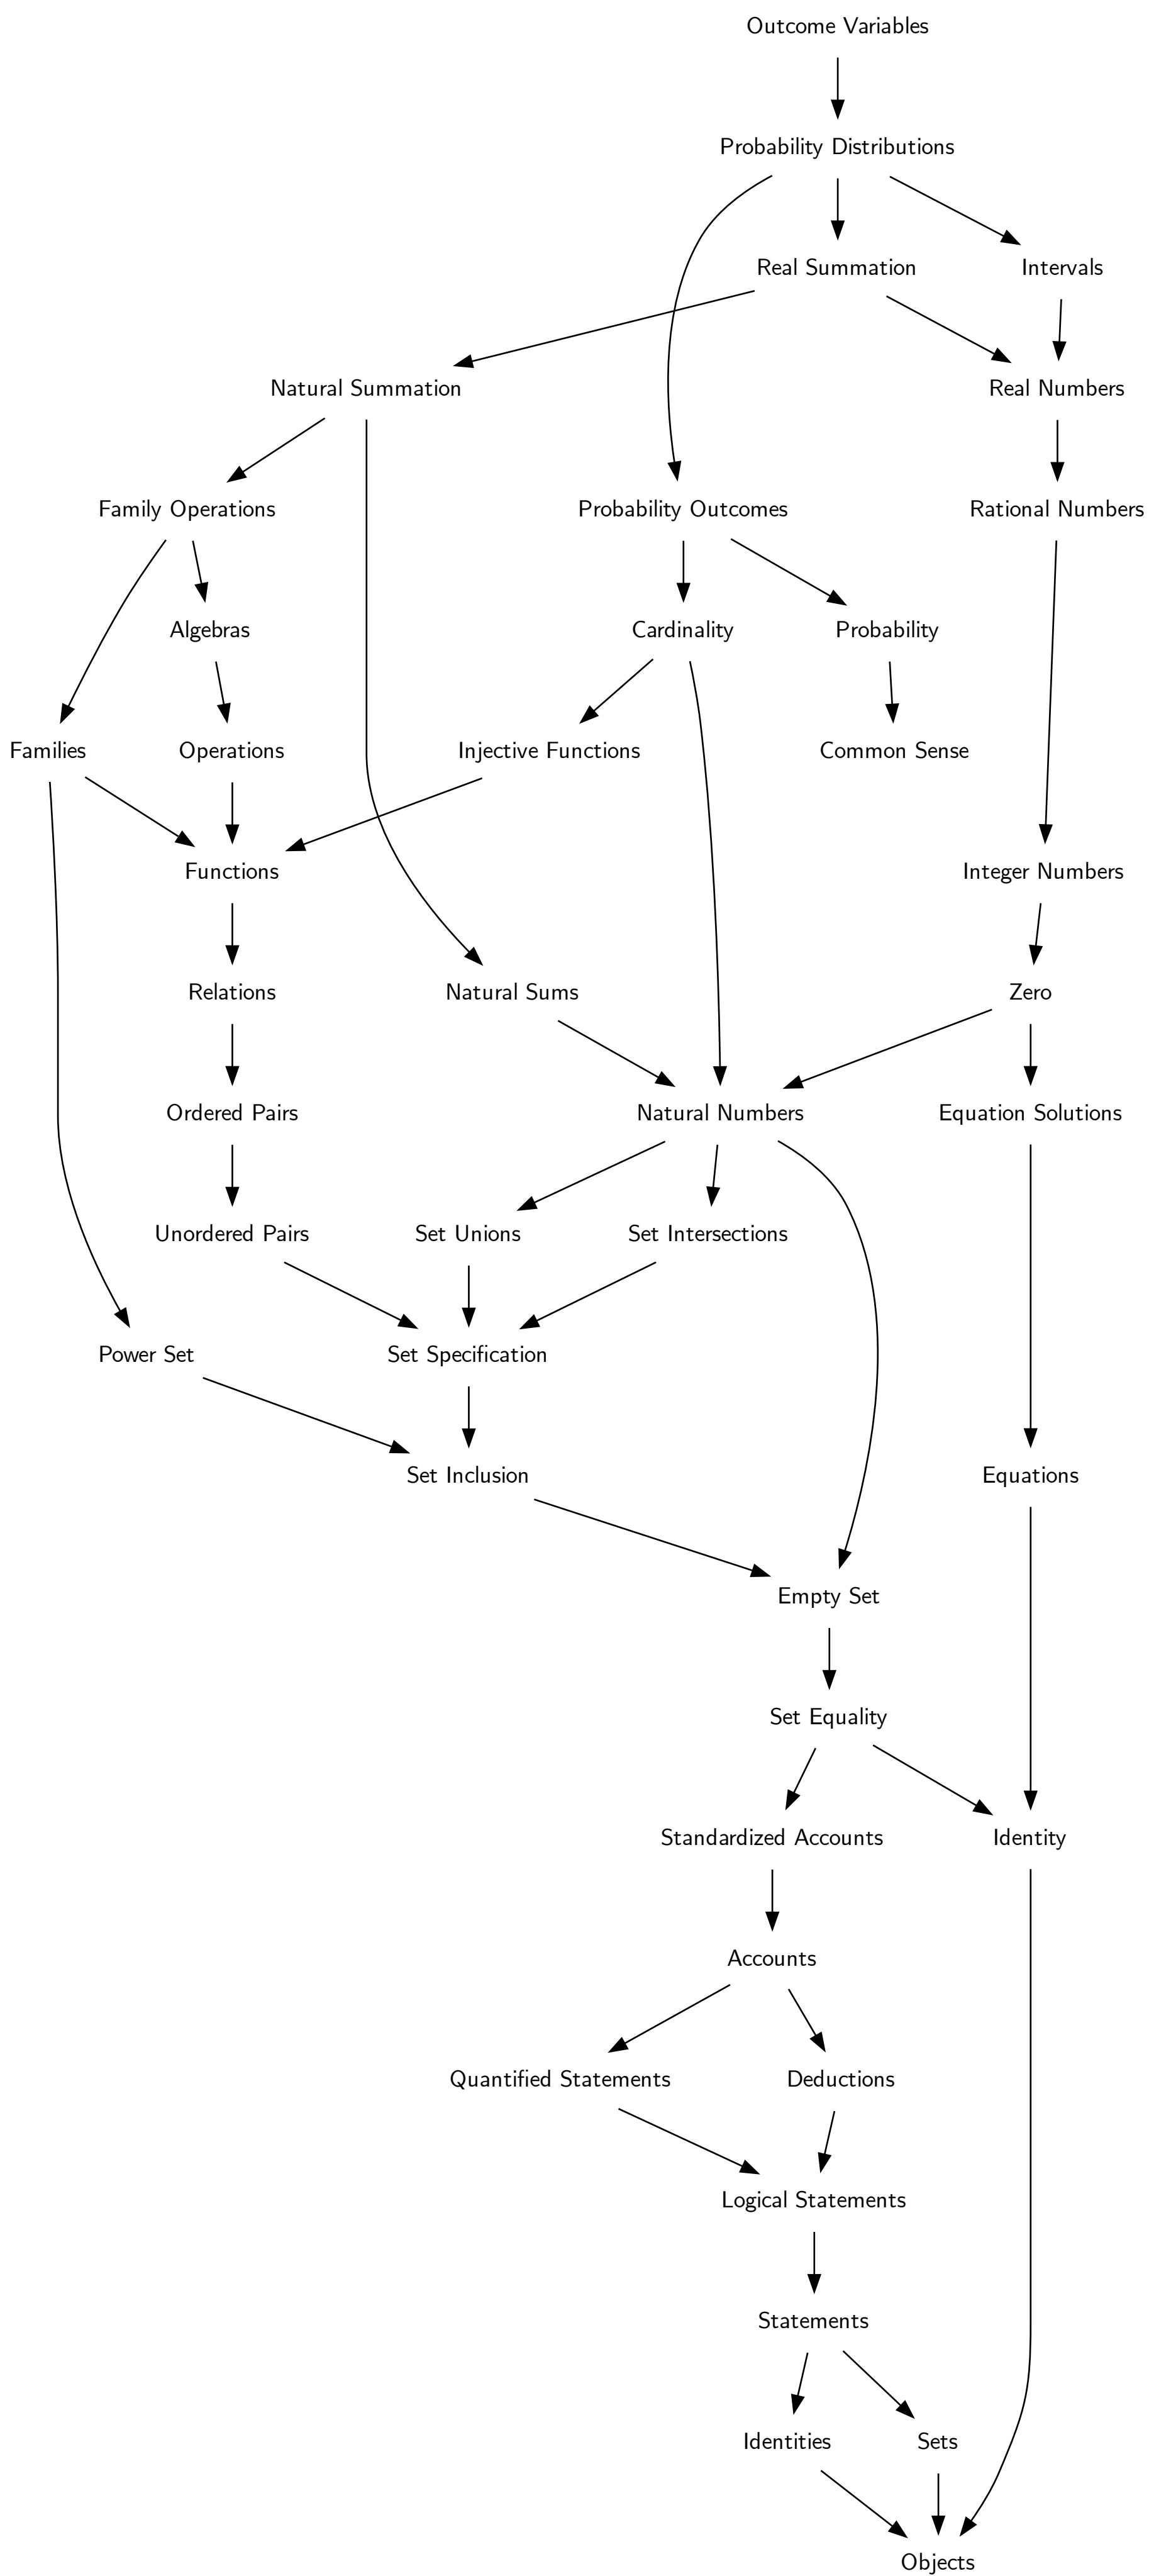 Outcome Variables
Probability Distributions
Real Summation
Intervals
Natural Summation
Real Numbers
Family Operations
Probability Outcomes
Rational Numbers
Algebras
Cardinality
Probability
Families
Operations
Injective Functions
Common Sense
Functions
Integer Numbers
Relations
Natural Sums
Zero
Ordered Pairs
Natural Numbers
Equation Solutions
Unordered Pairs
Set Unions
Set Intersections
Power Set
Set Specification
Set Inclusion
Equations
Empty Set
Set Equality
Standardized Accounts
Identity
Accounts
Quantified Statements
Deductions
Logical Statements
Statements
Identities
Sets
Objects